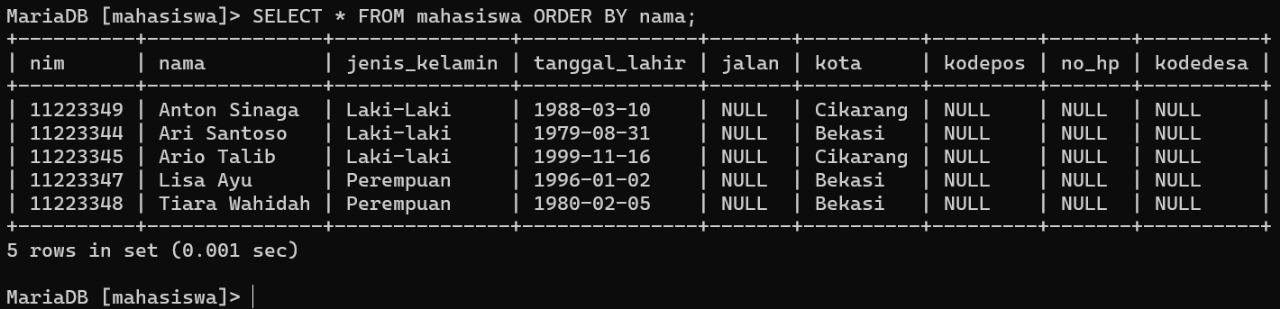 MariaDB [mahasiswa]> SELECT * FROM mahasiswa ORDER BY nama;
+----------+---------------+---------------+---------------+-------+----------+---------+-------+----------+
| nim      | nama          | jenis_kelamin | tanggal_lahir | jalan | kota     | kodepos | no_hp | kodedesa |
+----------+---------------+---------------+---------------+-------+----------+---------+-------+----------+
| 11223349 | Anton Sinaga  | Laki-Laki     | 1988-03-10    | NULL  | Cikarang | NULL    | NULL  | NULL     |
| 11223344 | Ari Santoso   | Laki-laki     | 1979-08-31    | NULL  | Bekasi   | NULL    | NULL  | NULL     |
| 11223345 | Ario Talib    | Laki-laki     | 1999-11-16    | NULL  | Cikarang | NULL    | NULL  | NULL     |
| 11223347 | Lisa Ayu      | Perempuan     | 1996-01-02    | NULL  | Bekasi   | NULL    | NULL  | NULL     |
| 11223348 | Tiara Wahidah | Perempuan     | 1980-02-05    | NULL  | Bekasi   | NULL    | NULL  | NULL     |
+----------+---------------+---------------+---------------+-------+----------+---------+-------+----------+
5 rows in set (0.001 sec)
MariaDB [mahasiswa]>